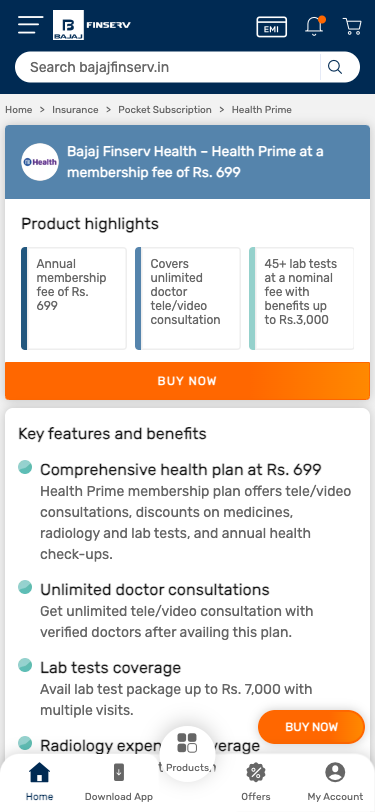 B
BAJAJ
FINSERV
EMI
Search bajajfinserv.in
Home > Insurance > Pocket Subscription > Health Prime
Health
Bajaj Finserv Health – Health Prime at a
membership fee of Rs. 699
Product highlights
Annual
membership
fee of Rs.
699
Covers
unlimited
doctor
tele/video
consultation
45+ lab tests
at a nominal
fee with
benefits up
to Rs.3,000
BUY NOW
Key features and benefits
Comprehensive health plan at Rs. 699
Health Prime membership plan offers tele/video
consultations, discounts on medicines,
radiology and lab tests, and annual health
check-ups.
Unlimited doctor consultations
Get unlimited tele/video consultation with
verified doctors after availing this plan.
Lab tests coverage
Avail lab test package up to Rs. 7,000 with
multiple visits.
BUY NOW
Radiology
Products,
Home
Download App
Offers
My Account